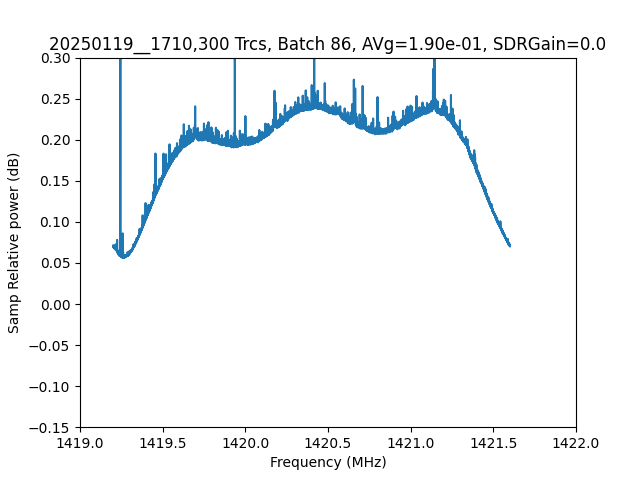 20250119__1710,300 Trcs, Batch 86, AVg=1.90e-01, SDRGain=0.0
0.30
0.25
0.20
0.15
0.10
0.05
0.00
−0.05
−0.10
−0.15
Samp Relative power (dB)
1419.0 1419.5 1420.0 1420.5 1421.0 1421.5 1422.0
Frequency (MHz)